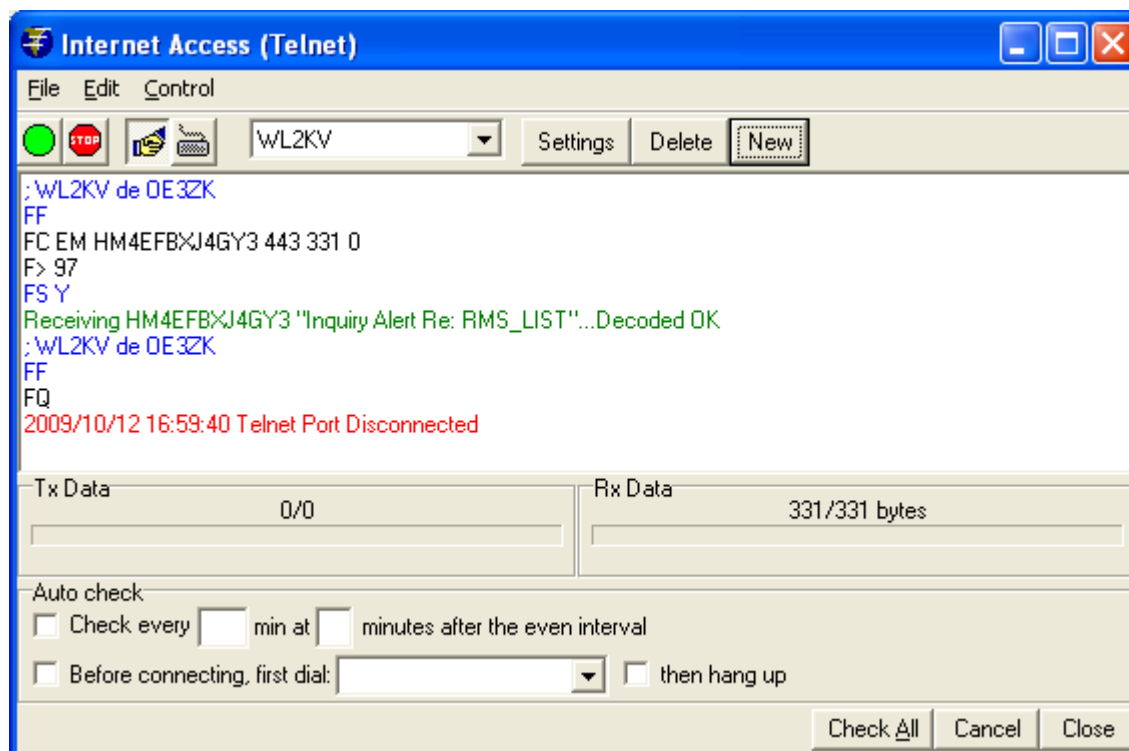 Internet Access (Telnet)
File Edit Control
STOP WL2KV Settings Delete New
; WL2KV de OE3ZK
FF
FC EM HM4EFBXJ4GY3 443 331 0
F> 97
FS Y
Receiving HM4EFBXJ4GY3 "Inquiry Alert Re: RMS_LIST"...Decoded OK
; WL2KV de OE3ZK
FF
FQ
2009/10/12 16:59:40 Telnet Port Disconnected
Tx Data Rx Data
0/0 331/331 bytes
Auto check
Check every min at minutes after the even interval
Before connecting, first dial: then hang up
Check All Cancel Close